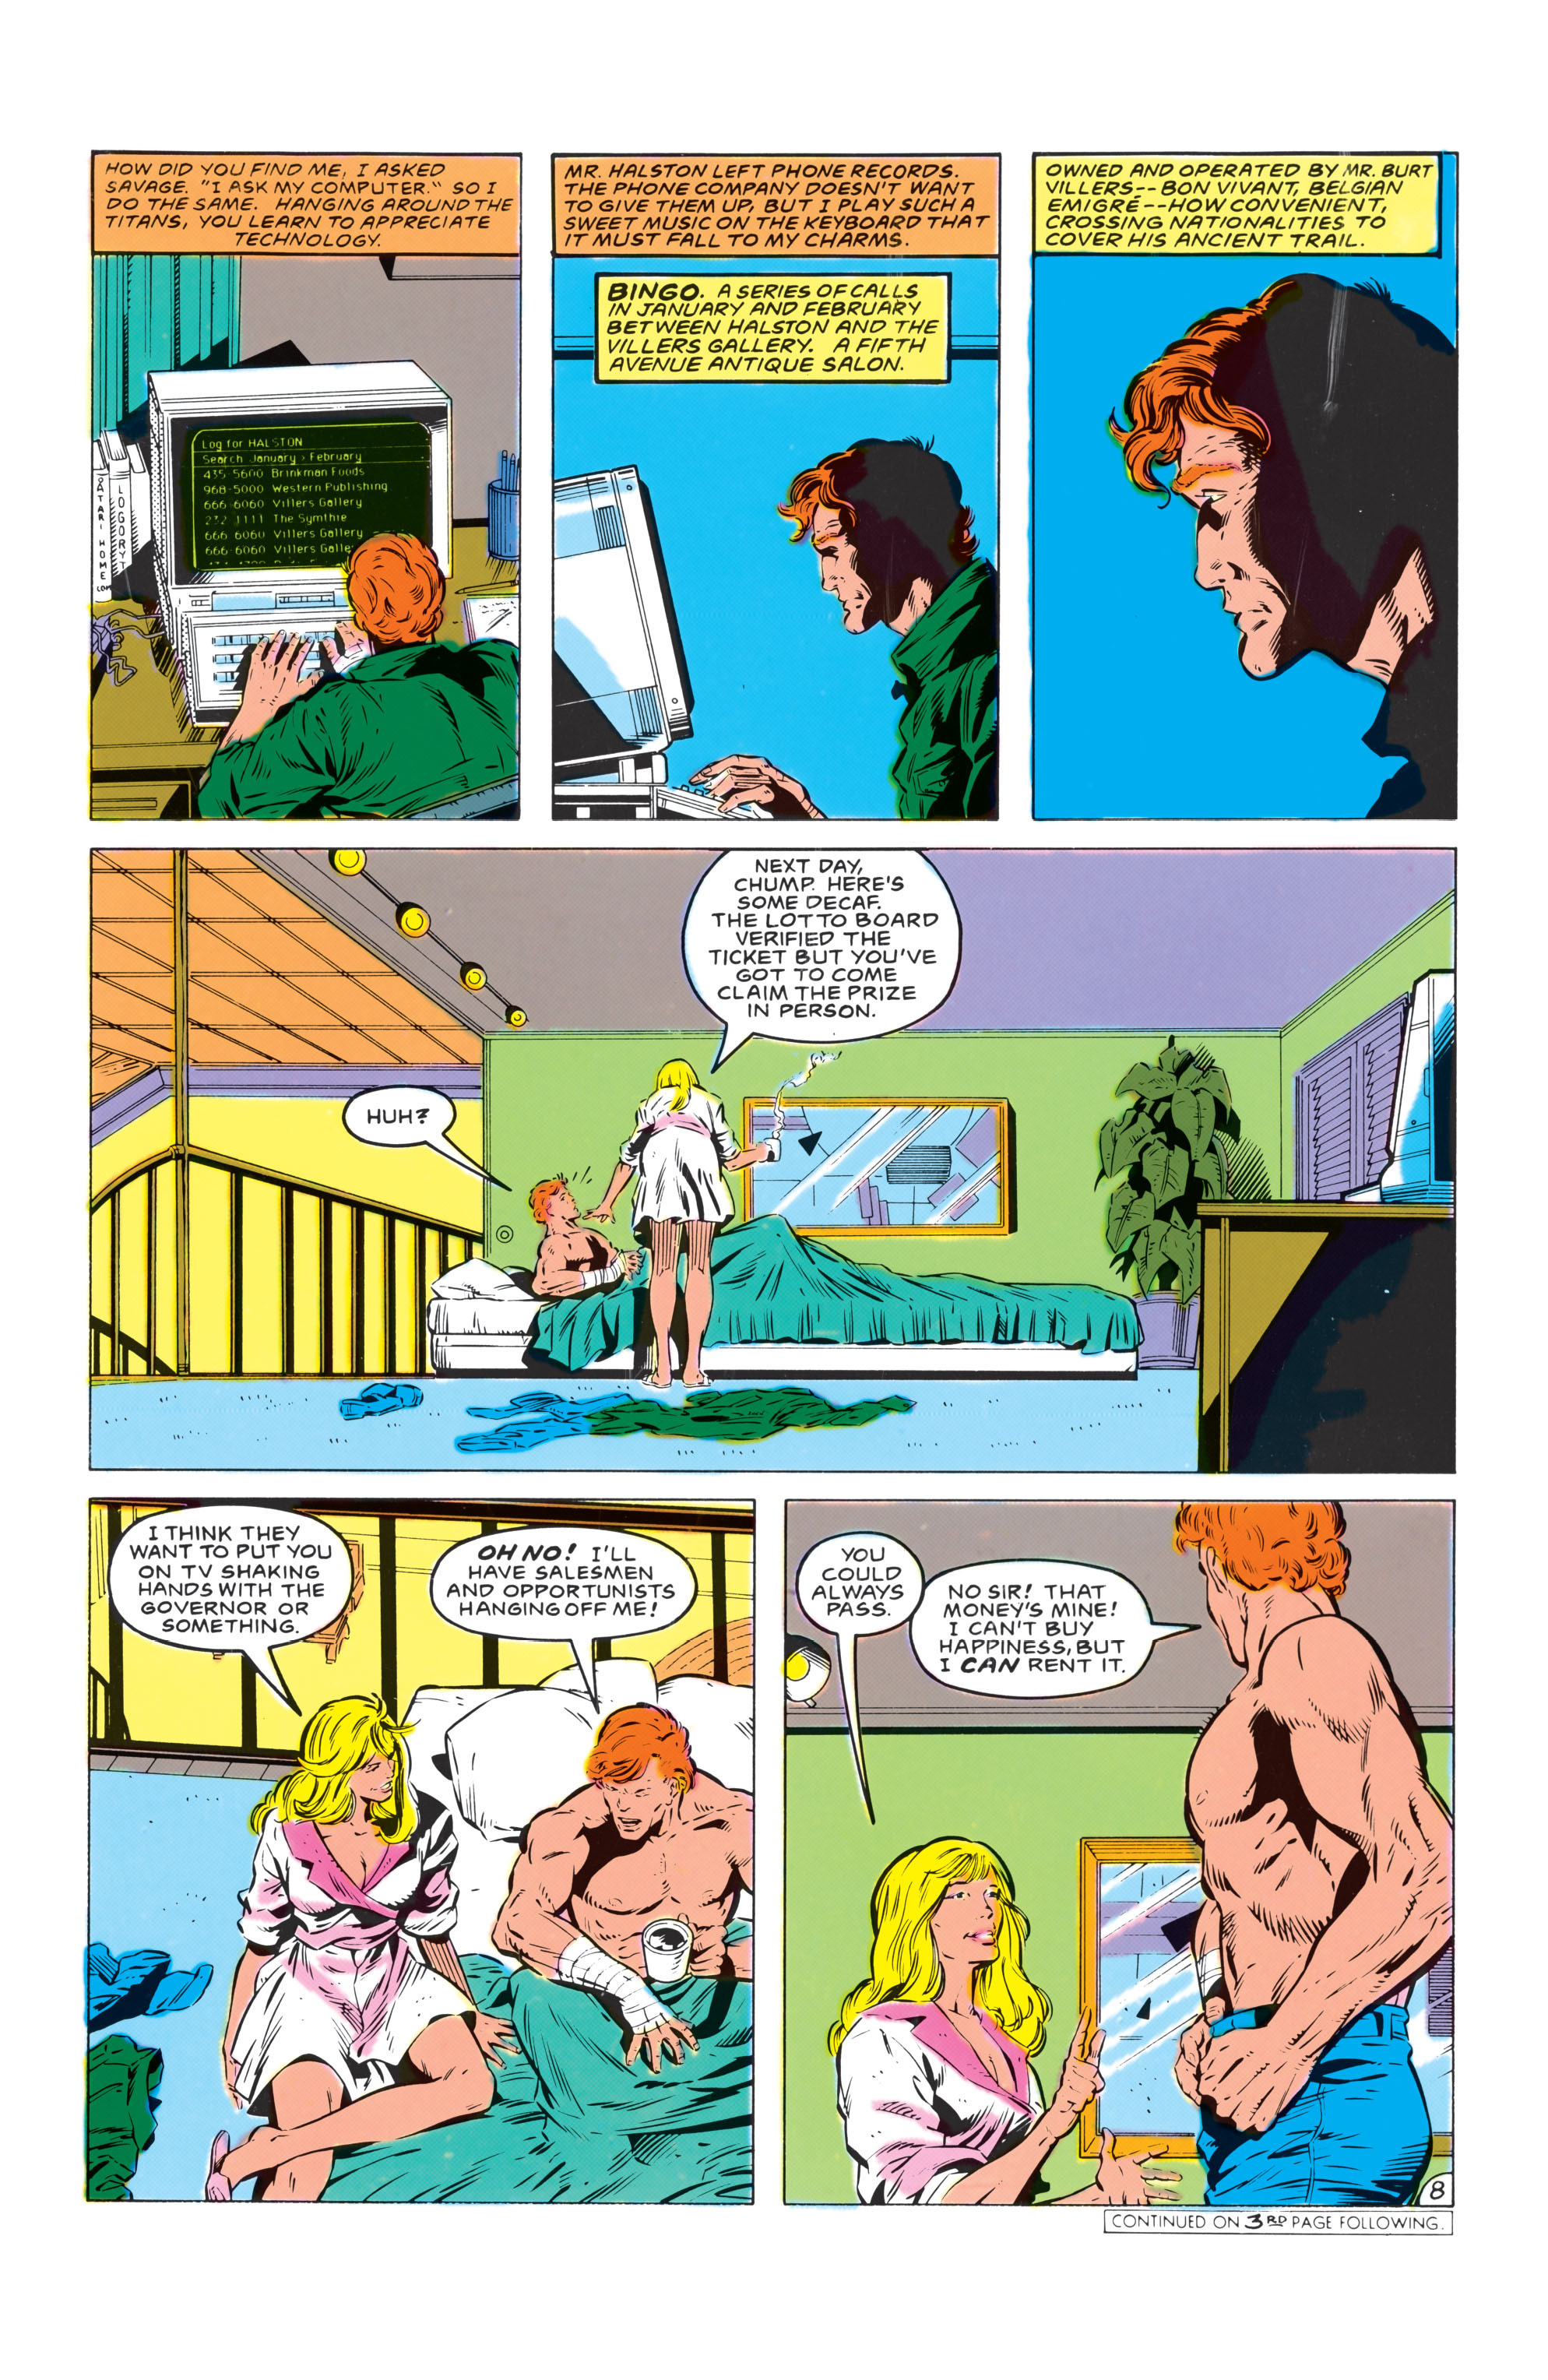 HOW DID YOU FIND ME, I ASKED
SAVAGE. "I ASK MY COMPUTER." SO I
DO THE SAME. HANGING AROUND THE
TITANS, YOU LEARN TO APPRECIATE
TECHNOLOGY.
Log for HALSTON
Search January > February
435-5600 Brinkman Foods
968-5000 Western Publishing
666-6060 Villers Gallery
232 1111 The Symthie
666 6060 Villers Gallery
666-6060 Villers Galle
ATARI HOME
COM
LOGORYT
MR. HALSTON LEFT PHONE RECORDS.
THE PHONE COMPANY DOESN'T WANT
TO GIVE THEM UP, BUT I PLAY SUCH A
SWEET MUSIC ON THE KEYBOARD THAT
IT MUST FALL TO MY CHARMS.
BINGO. A SERIES OF CALLS
IN JANUARY AND FEBRUARY
BETWEEN HALSTON AND THE
VILLERS GALLERY. A FIFTH
AVENUE ANTIQUE SALON.
OWNED AND OPERATED BY MR. BURT
VILLERS--BON VIVANT, BELGIAN
EMIGRÉ--HOW CONVENIENT,
CROSSING NATIONALITIES TO
COVER HIS ANCIENT TRAIL.
NEXT DAY,
CHUMP. HERE'S
SOME DECAF.
THE LOTTO BOARD
VERIFIED THE
TICKET BUT YOU'VE
GOT TO COME
CLAIM THE PRIZE
IN PERSON.
HUH?
I THINK THEY
WANT TO PUT YOU
ON TV SHAKING
HANDS WITH THE
GOVERNOR OR
SOMETHING.
OH NO! I'LL
HAVE SALESMEN
AND OPPORTUNISTS
HANGING OFF ME!
YOU
COULD
ALWAYS
PASS.
NO SIR! THAT
MONEY'S MINE!
I CAN'T BUY
HAPPINESS, BUT
I CAN RENT IT.
8
CONTINUED ON 3RD PAGE FOLLOWING.